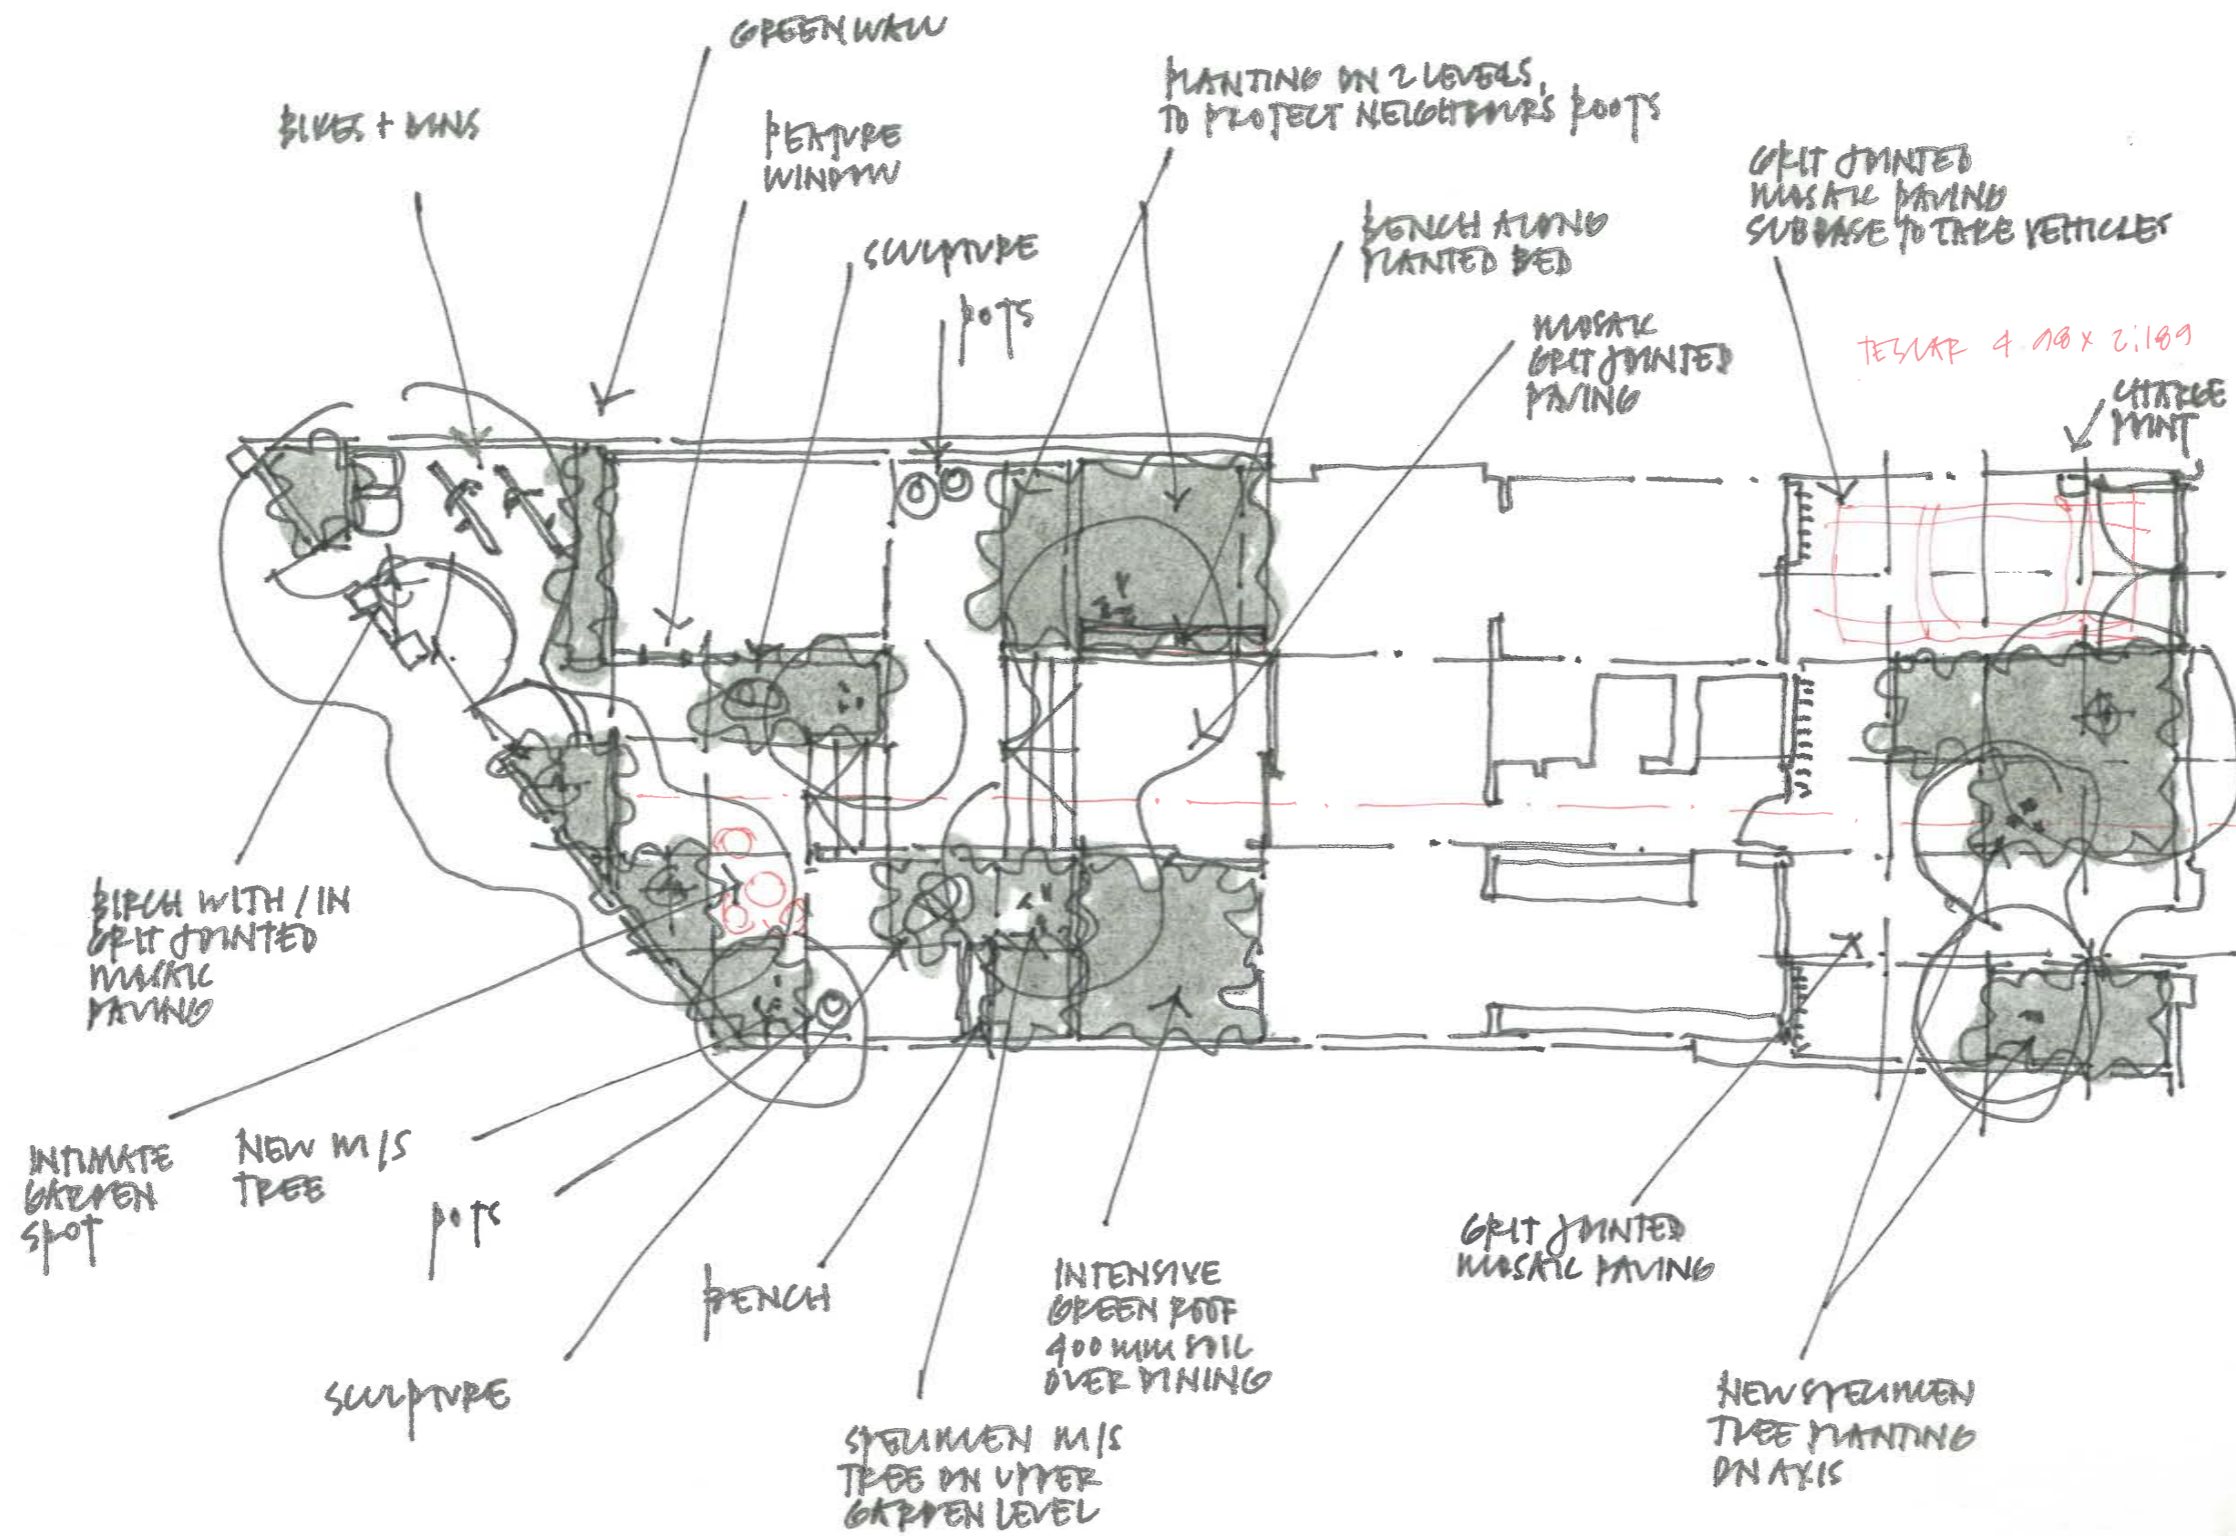 GREEN WALL
BIKES + BINS
FEATURE
WINDOW
SCULPTURE
POTS
PLANTING ON 2 LEVELS,
TO PROTECT NEIGHBOURS ROOTS
BENCH ALONG
PLANTED BED
MOSAIC
GRIT JOINTED
PAVING
GRIT JOINTED
MOSAIC PAVING
SUBBASE TO TAKE VEHICLES
CHARGE
POINT
BIRCH WITH / IN
GRIT JOINTED
MOSAIC
PAVING
INTIMATE
GARDEN
SPOT
NEW M/S
TREE
POTS
SCULPTURE
BENCH
SPECIMEN M/S
TREE ON UPPER
GARDEN LEVEL
INTENSIVE
GREEN ROOF
400 mm SOIL
OVER DINING
GRIT JOINTED
MOSAIC PAVING
NEW SPECIMEN
TREE PLANTING
ON AXIS